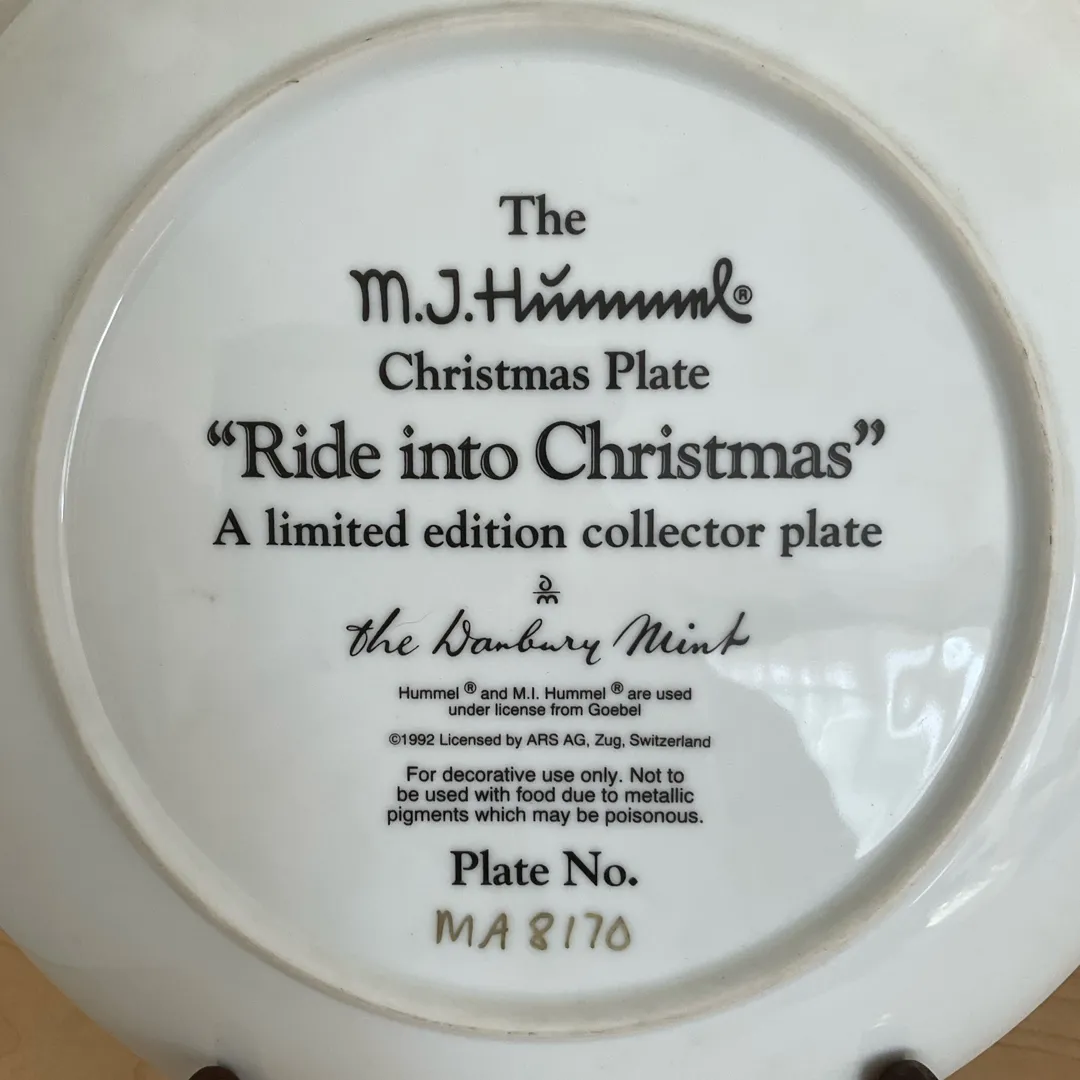 The
M.J. Hummel®
Christmas Plate
“Ride into Christmas”
A limited edition collector plate
the Danbury Mint
Hummel ® and M.I. Hummel ® are used
under license from Goebel
©1992 Licensed by ARS AG, Zug, Switzerland
For decorative use only. Not to
be used with food due to metallic
pigments which may be poisonous.
Plate No.
MA 8170